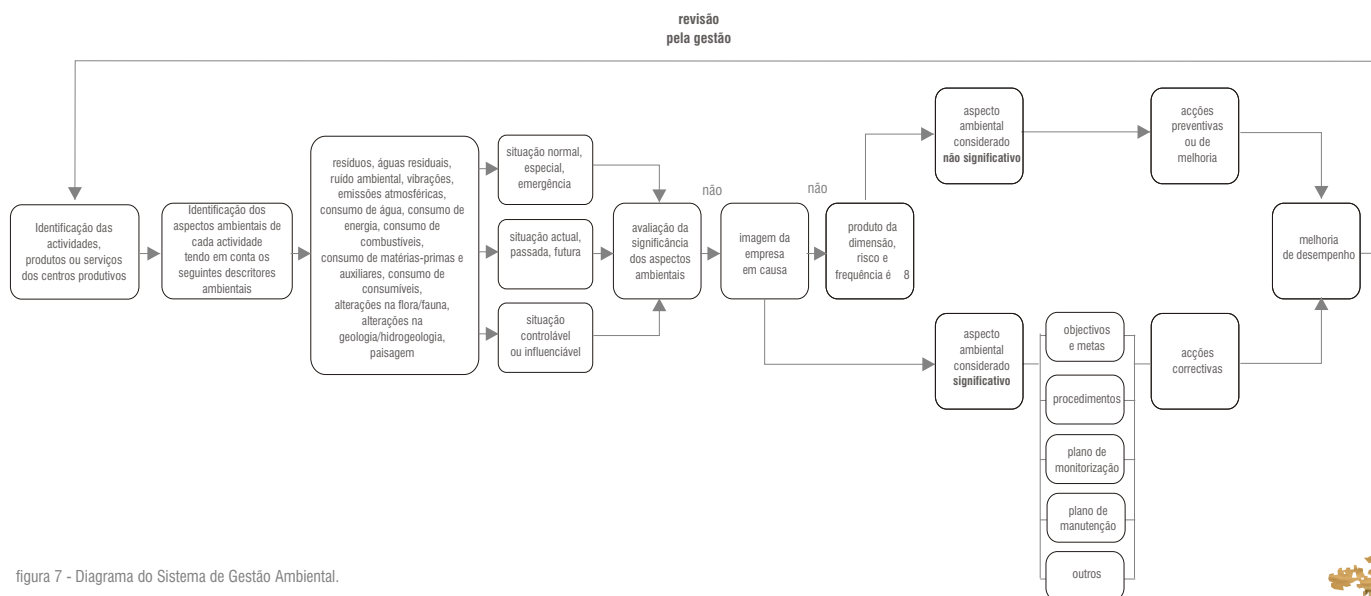 revisão
pela gestão
Identificação das
actividades,
produtos ou serviços
dos centros produtivos
Identificação dos
aspectos ambientais de
cada actividade
tendo em conta os
seguintes descritores
ambientais
residuos, águas residuais,
ruído ambiental, vibrações,
emissões atmosféricas,
consumo de água, consumo de
energia, consumo de
combustíveis,
consumo de matérias-primas e
auxiliares, consumo de
consumíveis,
alterações na flora/fauna,
alterações na
geologia/hidrogeologia,
paisagem
situação normal,
especial,
emergência
situação actual,
passada, futura
situação
controlável
ou influenciável
avaliação da
significância
dos aspectos
ambientais
não
imagem da
empresa
em causa
não
produto da
dimensão,
risco e
frequência é 8
aspecto
ambiental
considerado
não significativo
acções
preventivas
ou de
melhoria
aspecto
ambiental
considerado
significativo
objectivos
e metas
procedimentos
plano de
monitorização
plano de
manutenção
outros
acções
correctivas
melhoria
de desempenho
figura 7 - Diagrama do Sistema de Gestão Ambiental.